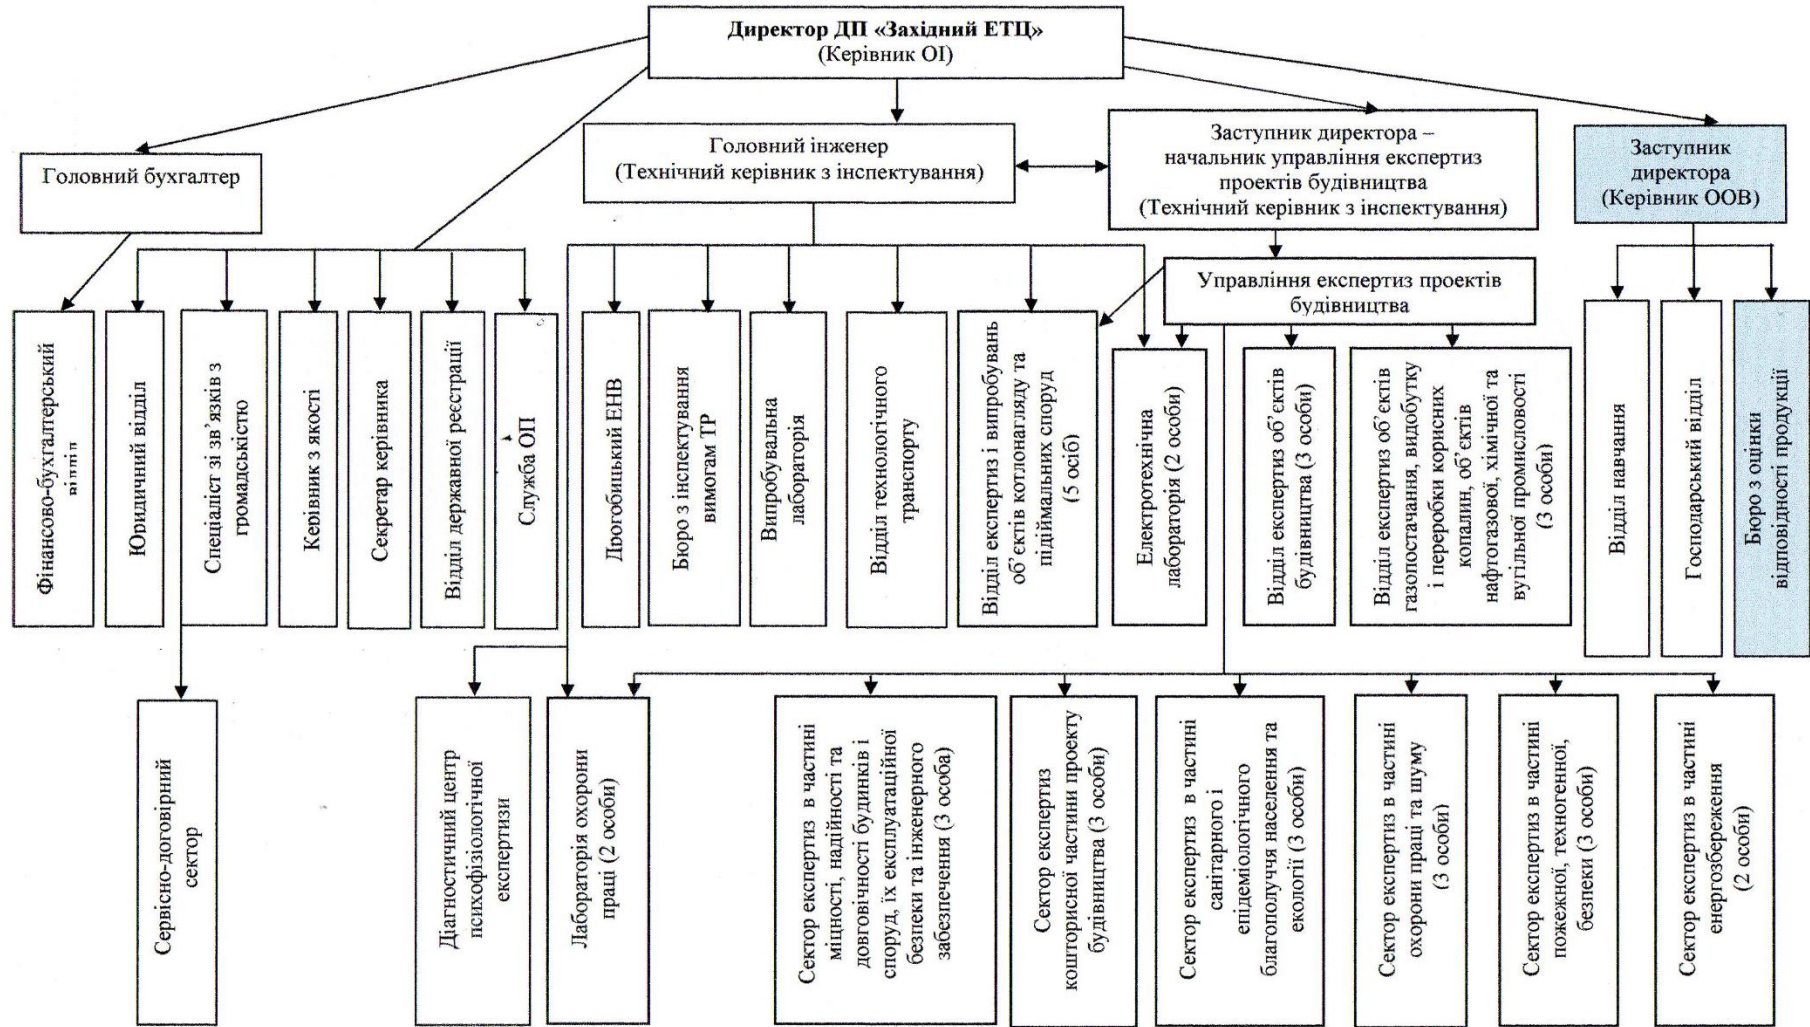 Директор ДП «Західний ЕТЦ»
(Керівник ОІ)
Головний бухгалтер
Головний інженер
(Технічний керівник з інспектування)
Заступник директора –
начальник управління експертиз
проектів будівництва
(Технічний керівник з інспектування)
Заступник
директора
(Керівник ООВ)
Управління експертиз проектів
будівництва
Фінансово-бухгалтерський
Юридичний відділ
Спеціаліст зі зв’язків з
громадськістю
Керівник з якості
Секретар керівника
Відділ державної реєстрації
Служба ОП
Дрогобицький ЕНВ
Бюро з інспектування
вимогам ТР
Випробувальна
лабораторія
Відділ технологічного
транспорту
Відділ експертиз і випробувань
об’єктів котлонагляду та
підіймальних споруд
(5 осіб)
Електротехнічна
лабораторія (2 особи)
Відділ експертиз об’єктів
будівництва (3 особи)
Відділ експертиз об’єктів
газопостачання, видобутку
і переробки корисних
копалин, об’єктів
нафтогазової, хімічної та
вугільної промисловості
(3 особи)
Відділ навчання
Господарський відділ
Бюро з оцінки
відповідності продукції
Сервісно-договірний
сектор
Діагностичний центр
психофізіологічної
експертизи
Лабораторія охорони
праці (2 особи)
Сектор експертиз в частині
міцності, надійності та
довговічності будинків і
споруд, їх експлуатаційної
безпеки та інженерного
забезпечення (3 особа)
Сектор експертиз
кошторисної частини проекту
будівництва (3 особи)
Сектор експертиз в частині
санітарного і
епідеміологічного
благополуччя населення та
екології (3 особи)
Сектор експертиз в частині
охорони праці та шуму
(3 особи)
Сектор експертиз в частині
пожежної, техногенної,
безпеки (3 особи)
Сектор експертиз в частині
енергозбереження
(2 особи)